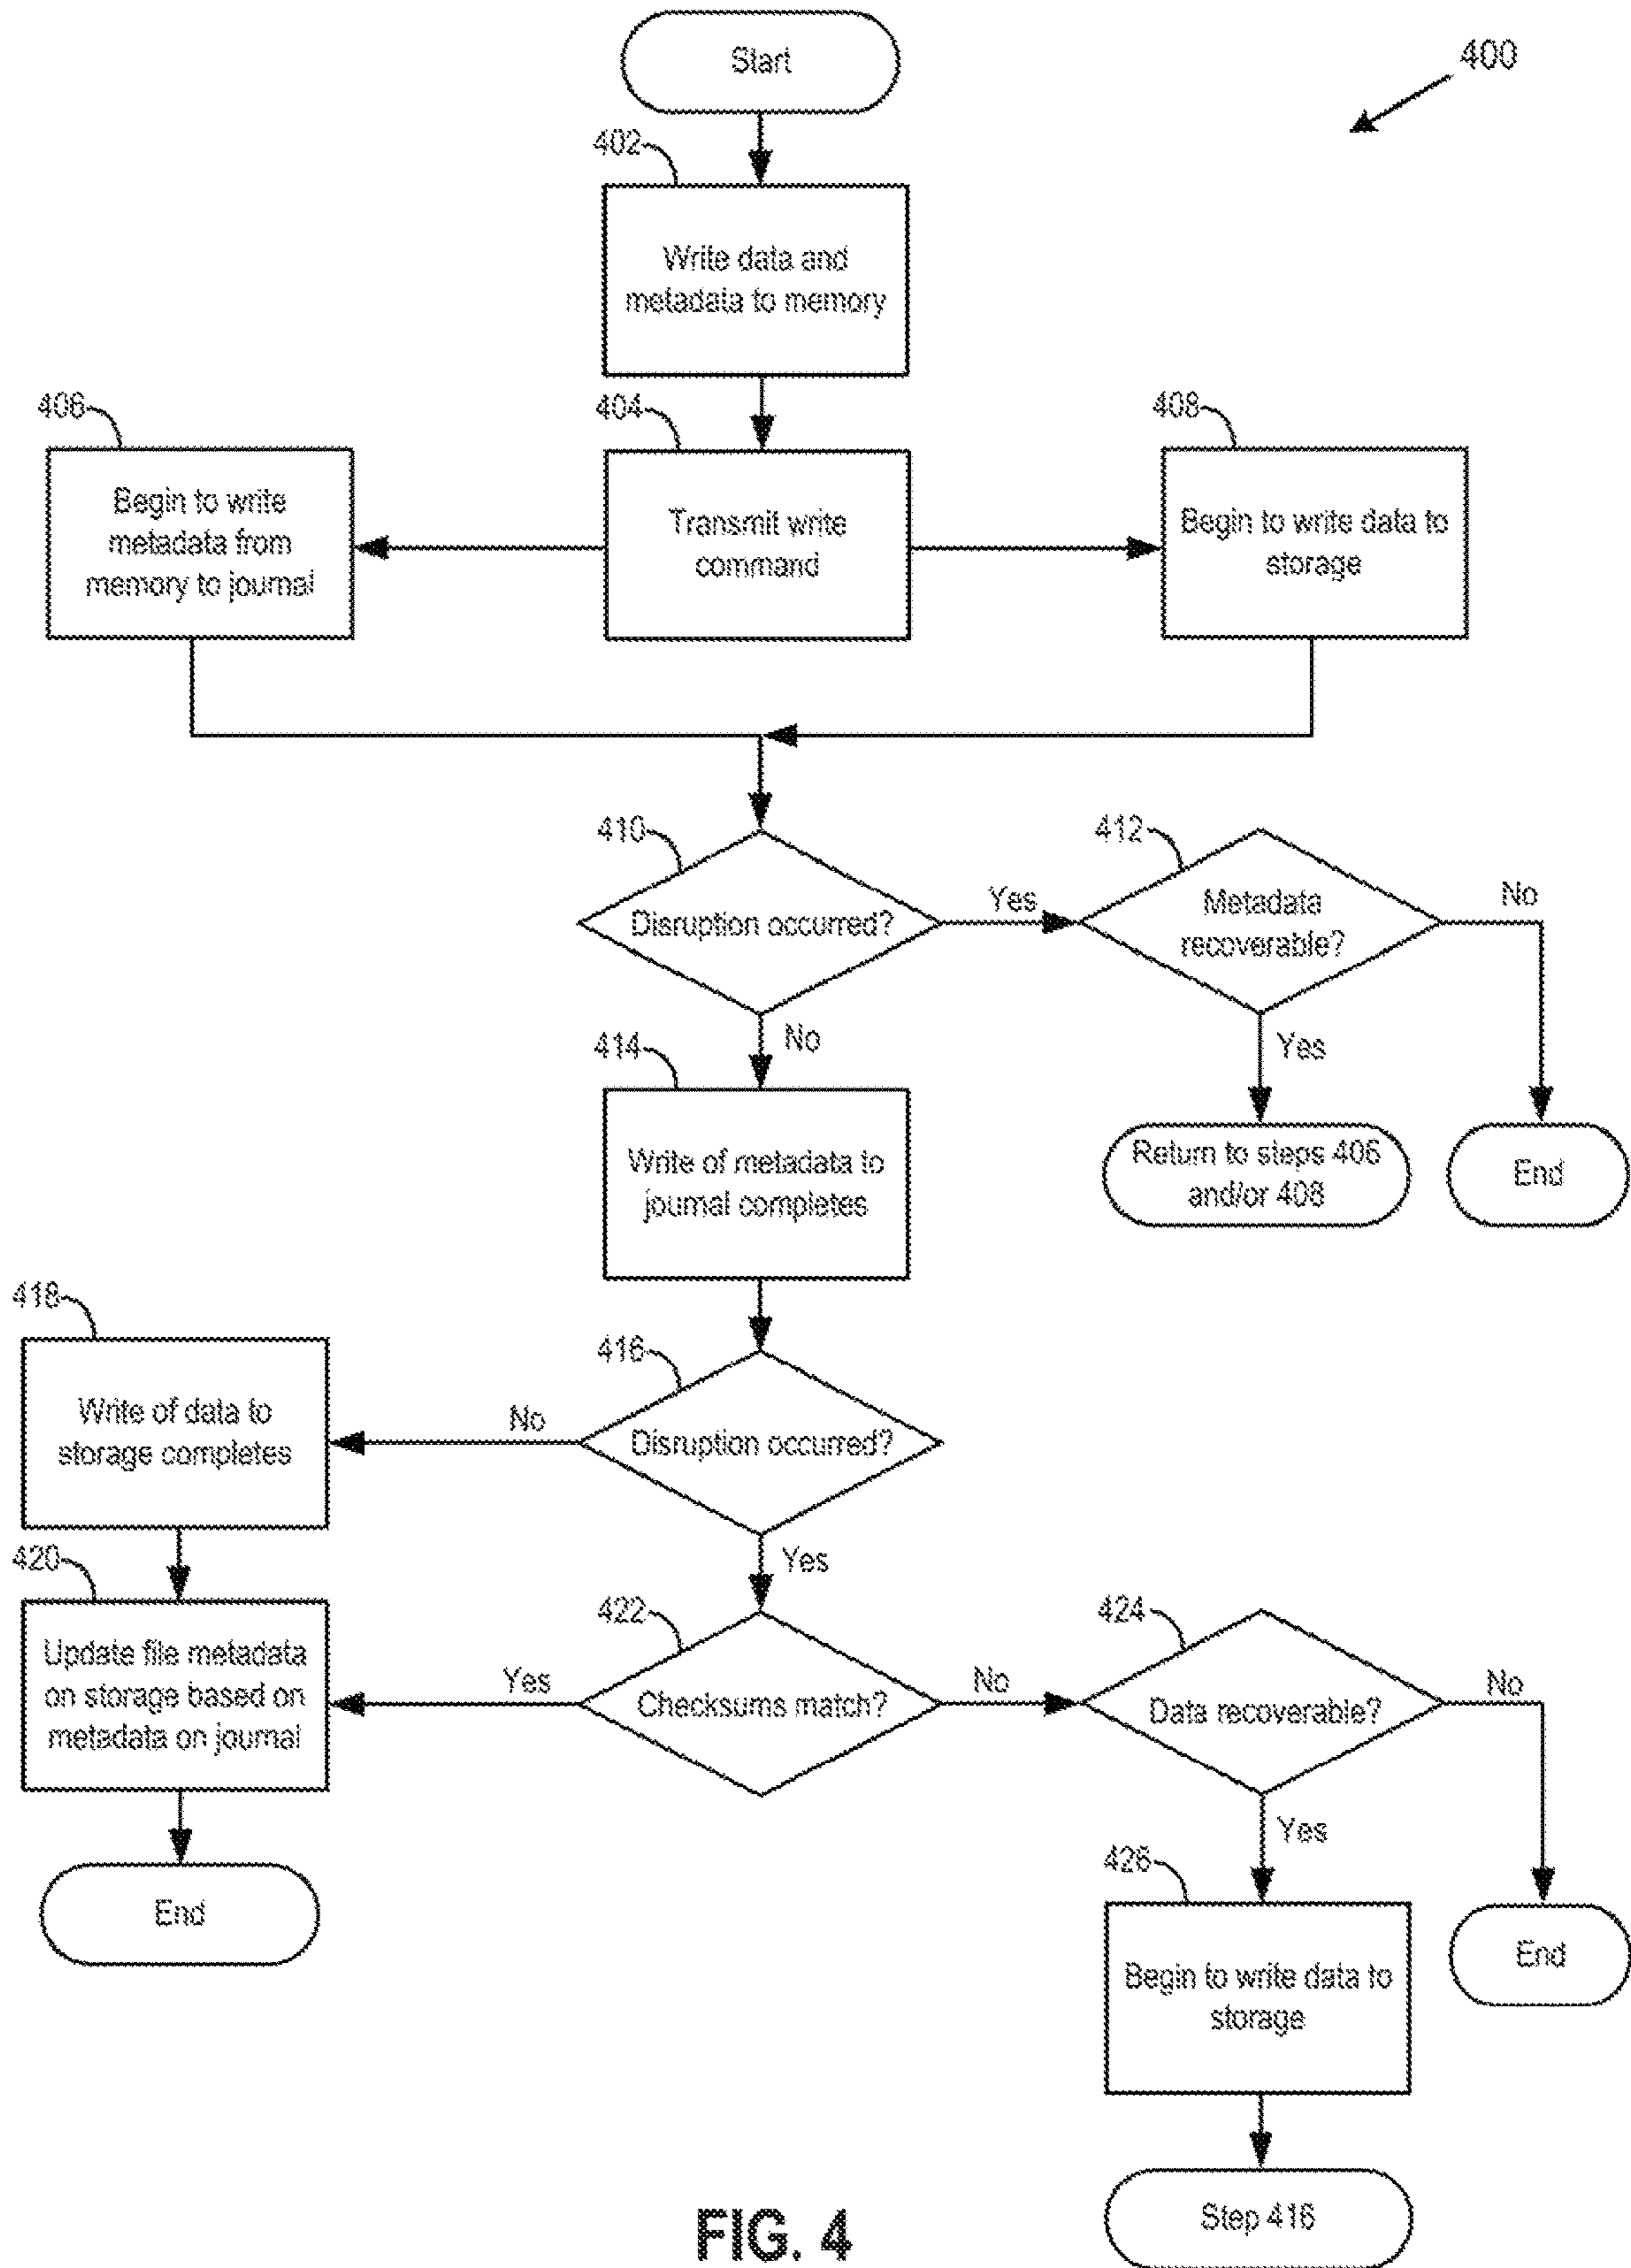 Start
400
402
Write data and
metadata to memory
406
404
408
Begin to write
metadata from
memory to journal
Transmit write
command
Begin to write data to
storage
410
Disruption occurred?
Yes
412
Metadata
recoverable?
No
No
Yes
414
Write of metadata to
journal completes
Return to steps 406
and/or 408
End
418
Write of data to
storage completes
No
416
Disruption occurred?
Yes
420
Update file metadata
on storage based on
metadata on journal
Yes
422
Checksums match?
No
424
Data recoverable?
No
Yes
End
426
Begin to write data to
storage
End
Step 416
FIG. 4